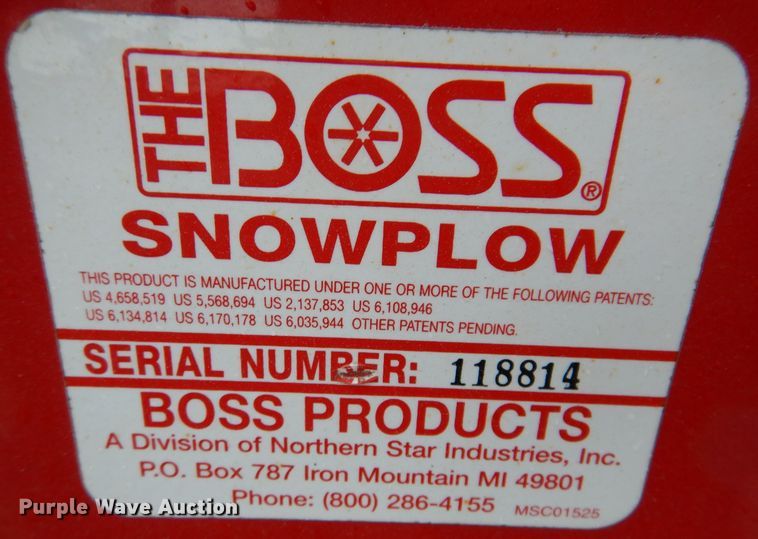 THE BOSS®
SNOWPLOW
THIS PRODUCT IS MANUFACTURED UNDER ONE OR MORE OF THE FOLLOWING PATENTS:
US 4,658,519 US 5,568,694 US 2,137,853 US 6,108,946
US 6,134,814 US 6,170,178 US 6,035,944 OTHER PATENTS PENDING.
SERIAL NUMBER: 118814
BOSS PRODUCTS
A Division of Northern Star Industries, Inc.
P.O. Box 787 Iron Mountain MI 49801
Phone: (800) 286-4155
MSC01525
Purple Wave Auction